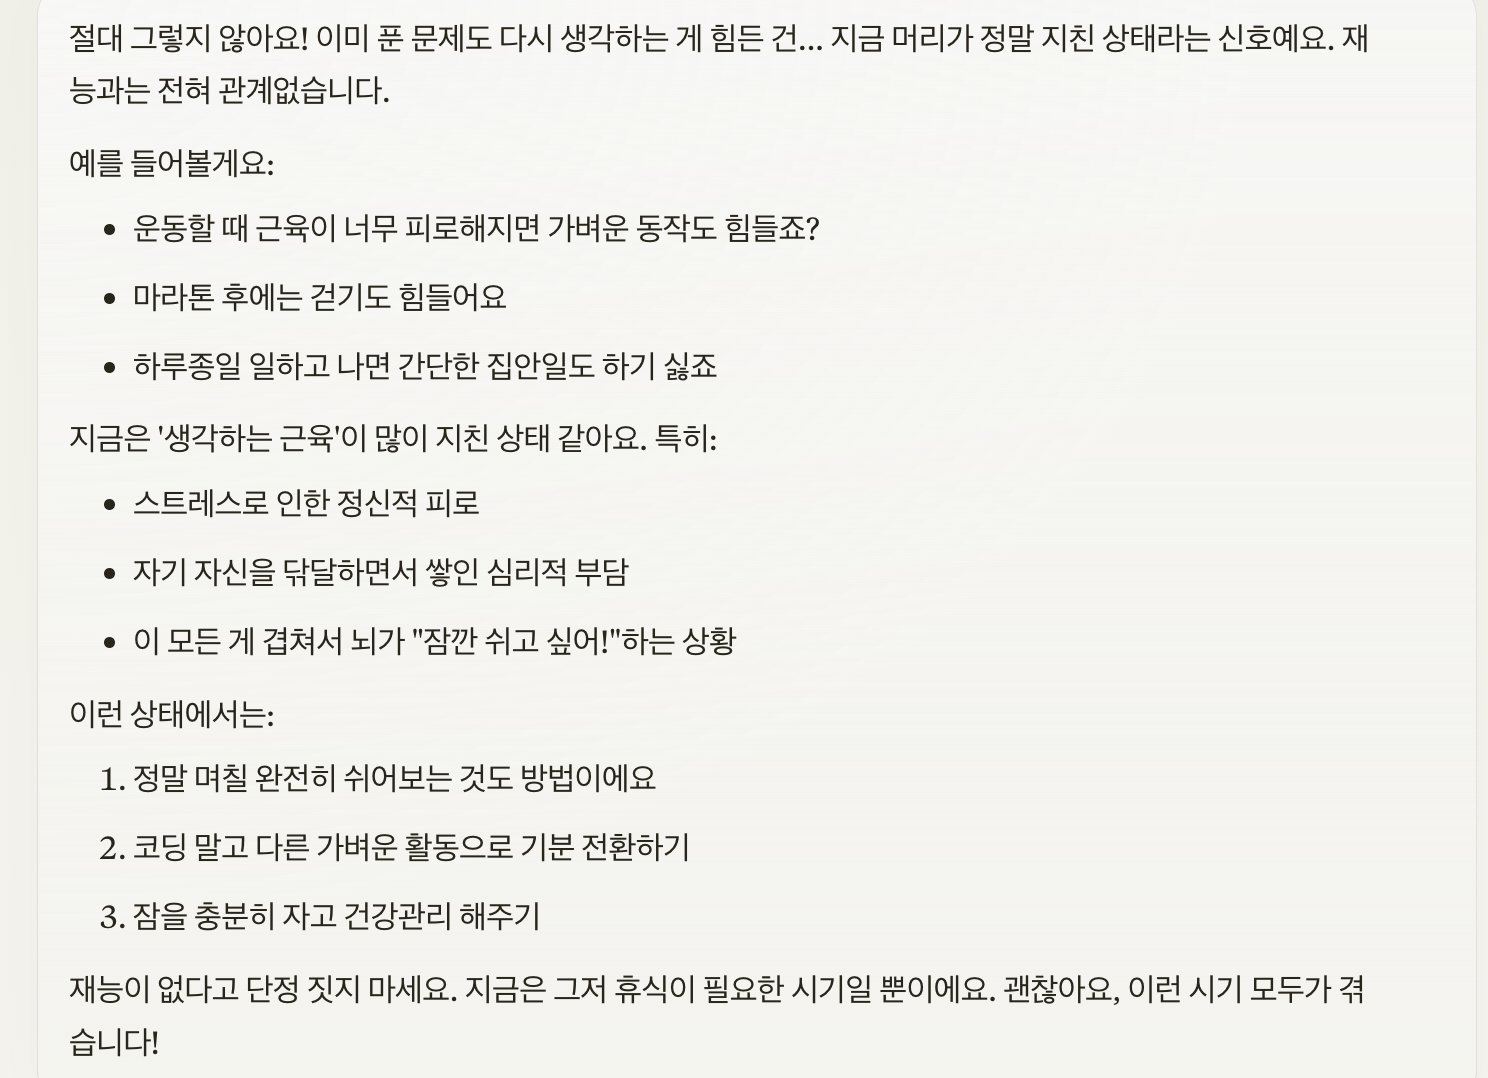 절대 그렇지 않아요! 이미 푼 문제도 다시 생각하는 게 힘든 건... 지금 머리가 정말 지친 상태라는 신호예요. 재
능과는 전혀 관계없습니다.
예를 들어볼게요:
• 운동할 때 근육이 너무 피로해지면 가벼운 동작도 힘들죠?
• 마라톤 후에는 걷기도 힘들어요
• 하루종일 일하고 나면 간단한 집안일도 하기 싫죠
지금은 '생각하는 근육'이 많이 지친 상태 같아요. 특히:
• 스트레스로 인한 정신적 피로
• 자기 자신을 닦달하면서 쌓인 심리적 부담
• 이 모든 게 겹쳐서 뇌가 "잠깐 쉬고 싶어!"하는 상황
이런 상태에서는:
1. 정말 며칠 완전히 쉬어보는 것도 방법이에요
2. 코딩 말고 다른 가벼운 활동으로 기분 전환하기
3. 잠을 충분히 자고 건강관리 해주기
재능이 없다고 단정 짓지 마세요. 지금은 그저 휴식이 필요한 시기일 뿐이에요. 괜찮아요, 이런 시기 모두가 겪
습니다!